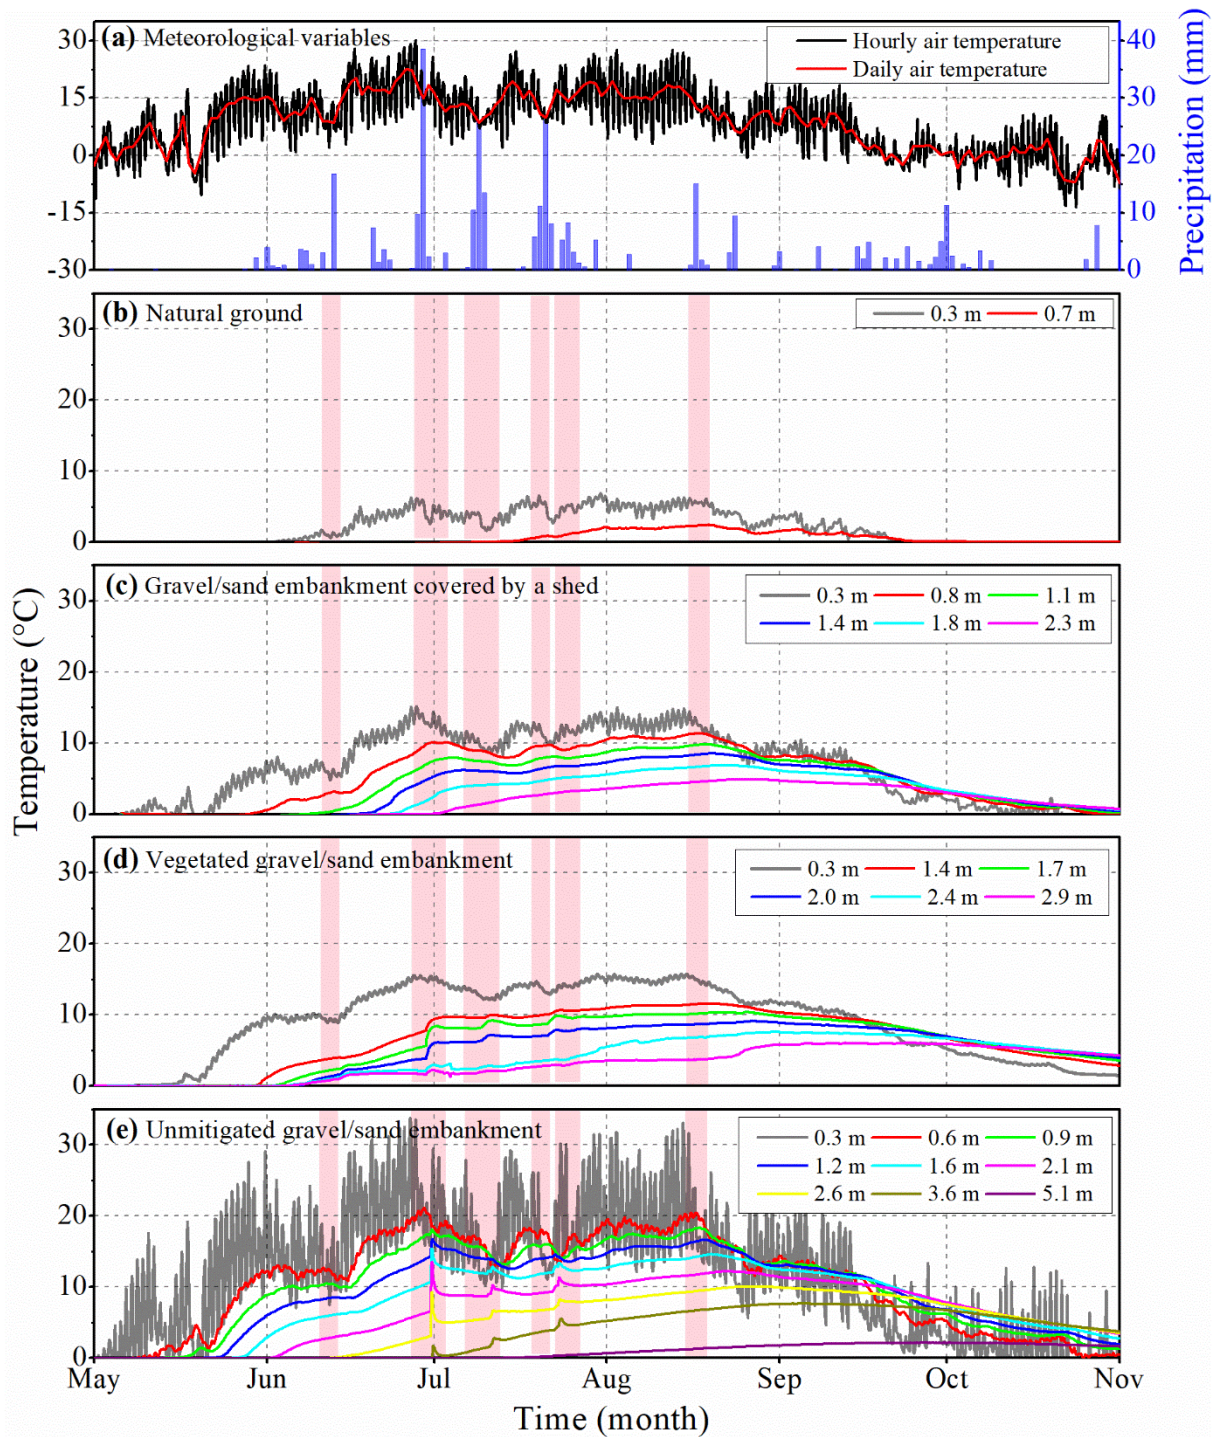 (a) Meteorological variables
Hourly air temperature
Daily air temperature
30
15
0
-15
-30
40
30
20
10
0
Precipitation (mm)
(b) Natural ground
0.3 m 0.7 m
30
20
10
0
(c) Gravel/sand embankment covered by a shed
0.3 m 0.8 m 1.1 m
1.4 m 1.8 m 2.3 m
30
20
10
0
Temperature (°C)
(d) Vegetated gravel/sand embankment
0.3 m 1.4 m 1.7 m
2.0 m 2.4 m 2.9 m
30
20
10
0
(e) Unmitigated gravel/sand embankment
0.3 m 0.6 m 0.9 m
1.2 m 1.6 m 2.1 m
2.6 m 3.6 m 5.1 m
30
20
10
0
May Jun Jul Aug Sep Oct Nov
Time (month)